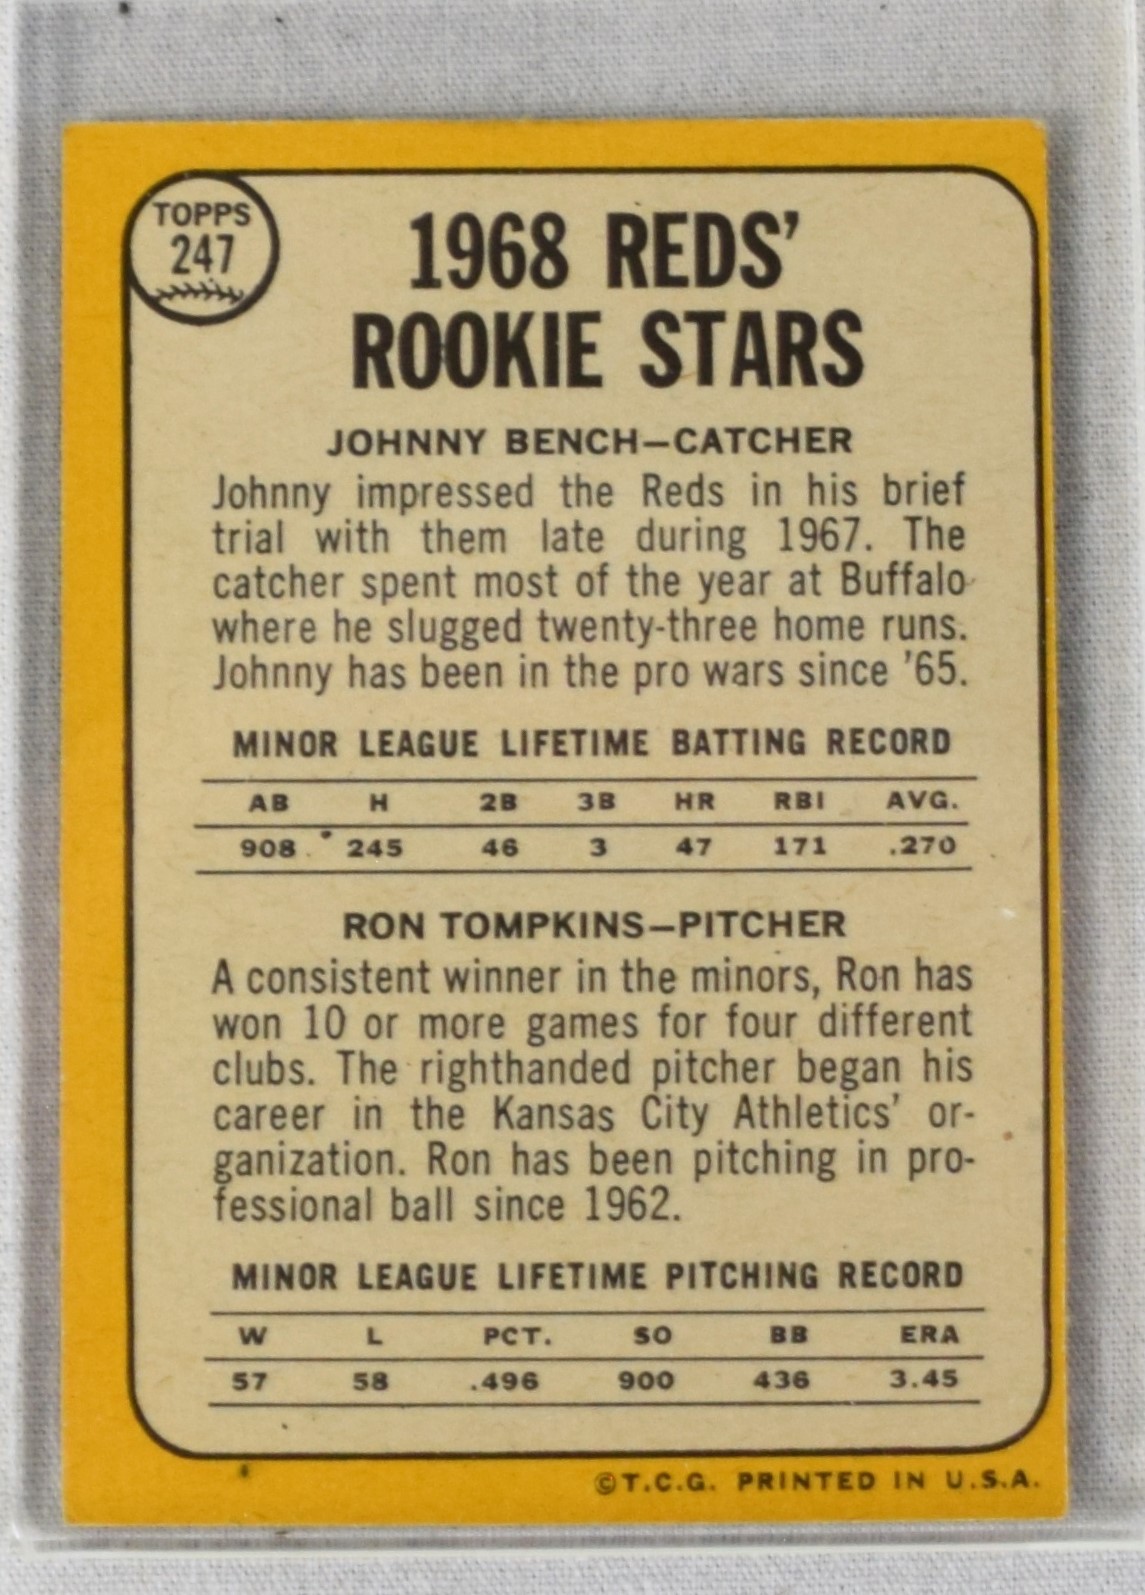 TOPPS
247
1968 REDS'
ROOKIE STARS
JOHNNY BENCH—CATCHER
Johnny impressed the Reds in his brief
trial with them late during 1967. The
catcher spent most of the year at Buffalo
where he slugged twenty-three home runs.
Johnny has been in the pro wars since '65.
MINOR LEAGUE LIFETIME BATTING RECORD
AB H 2B 3B HR RBI AVG.
908 245 46 3 47 171 .270
RON TOMPKINS—PITCHER
A consistent winner in the minors, Ron has
won 10 or more games for four different
clubs. The righthanded pitcher began his
career in the Kansas City Athletics' or-
ganization. Ron has been pitching in pro-
fessional ball since 1962.
MINOR LEAGUE LIFETIME PITCHING RECORD
W L PCT. SO BB ERA
57 58 .496 900 436 3.45
©T.C.G. PRINTED IN U.S.A.